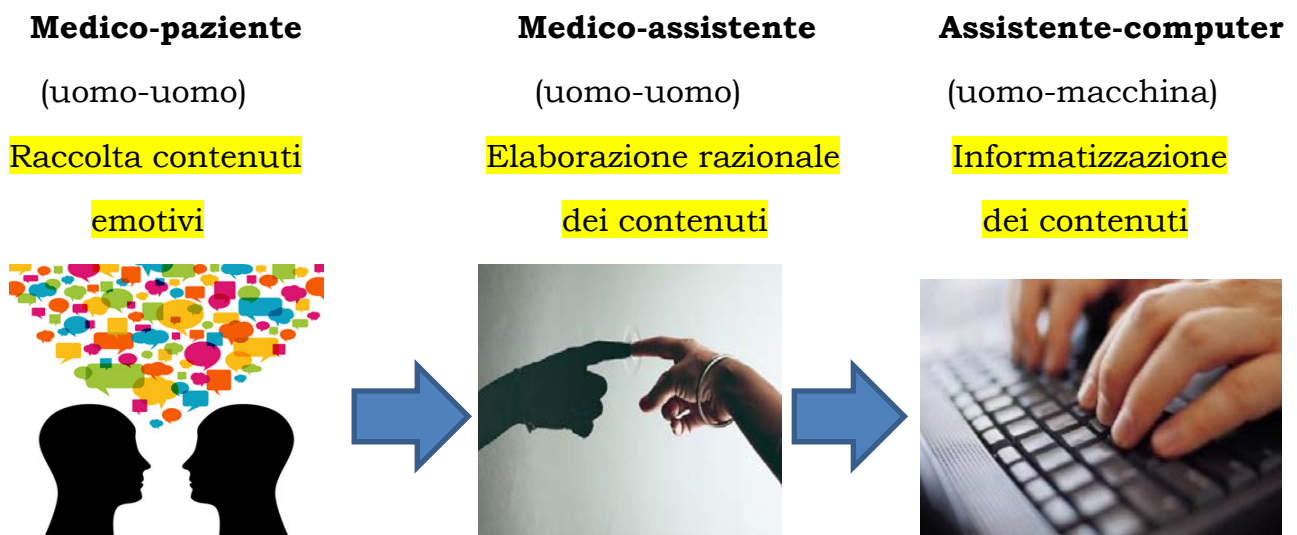 Medico-paziente
(uomo-uomo)
Raccolta contenuti
emotivi
Medico-assistente
(uomo-uomo)
Elaborazione razionale
dei contenuti
Assistente-computer
(uomo-macchina)
Informatizzazione
dei contenuti